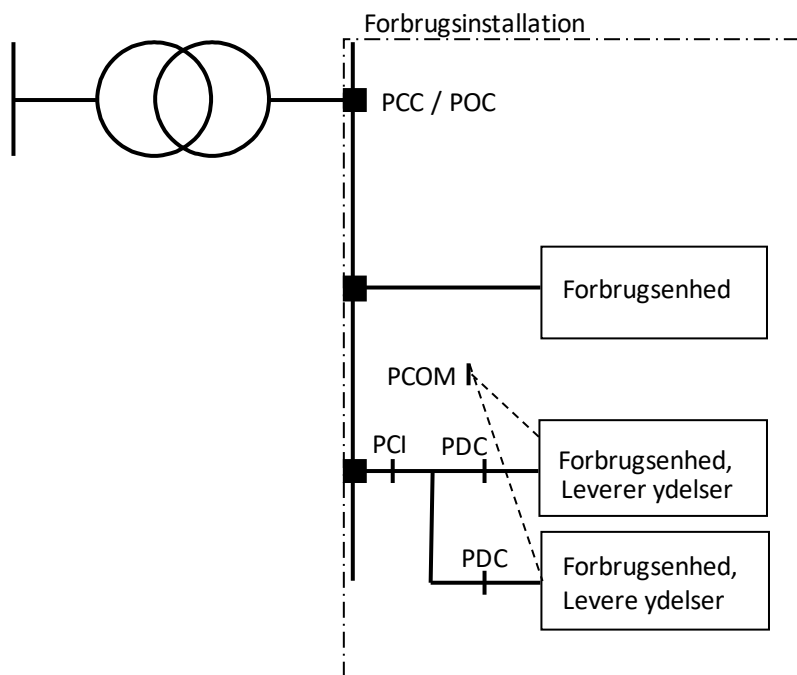 Forbrugsinstallation
PCC / POC
Forbrugsenhed
PCOM
PCI
PDC
Forbrugsenhed,
Leverer ydelser
PDC
Forbrugsenhed,
Levere ydelser